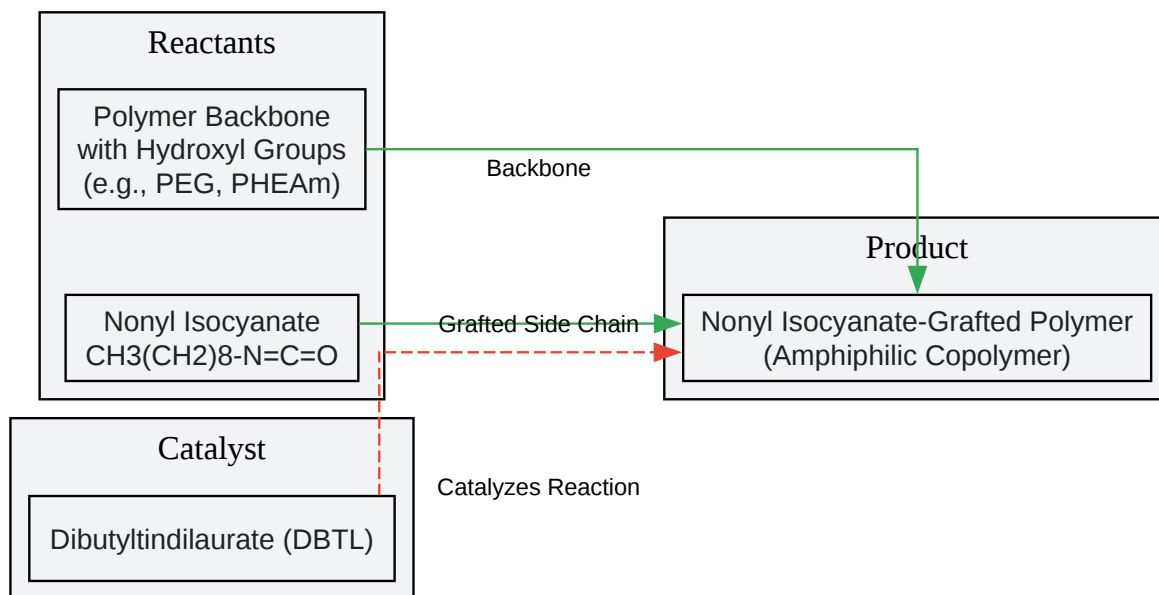 Reactants
Polymer Backbone
with Hydroxyl Groups
(e.g., PEG, PHEAm)
Backbone
Product
Nonyl Isocyanate
CH3(CH2)8-N=C=O
Grafted Side Chain
Nonyl Isocyanate-Grafted Polymer
(Amphiphilic Copolymer)
Catalyst
Catalyzes Reaction
Dibutyltindilaurate (DBTL)